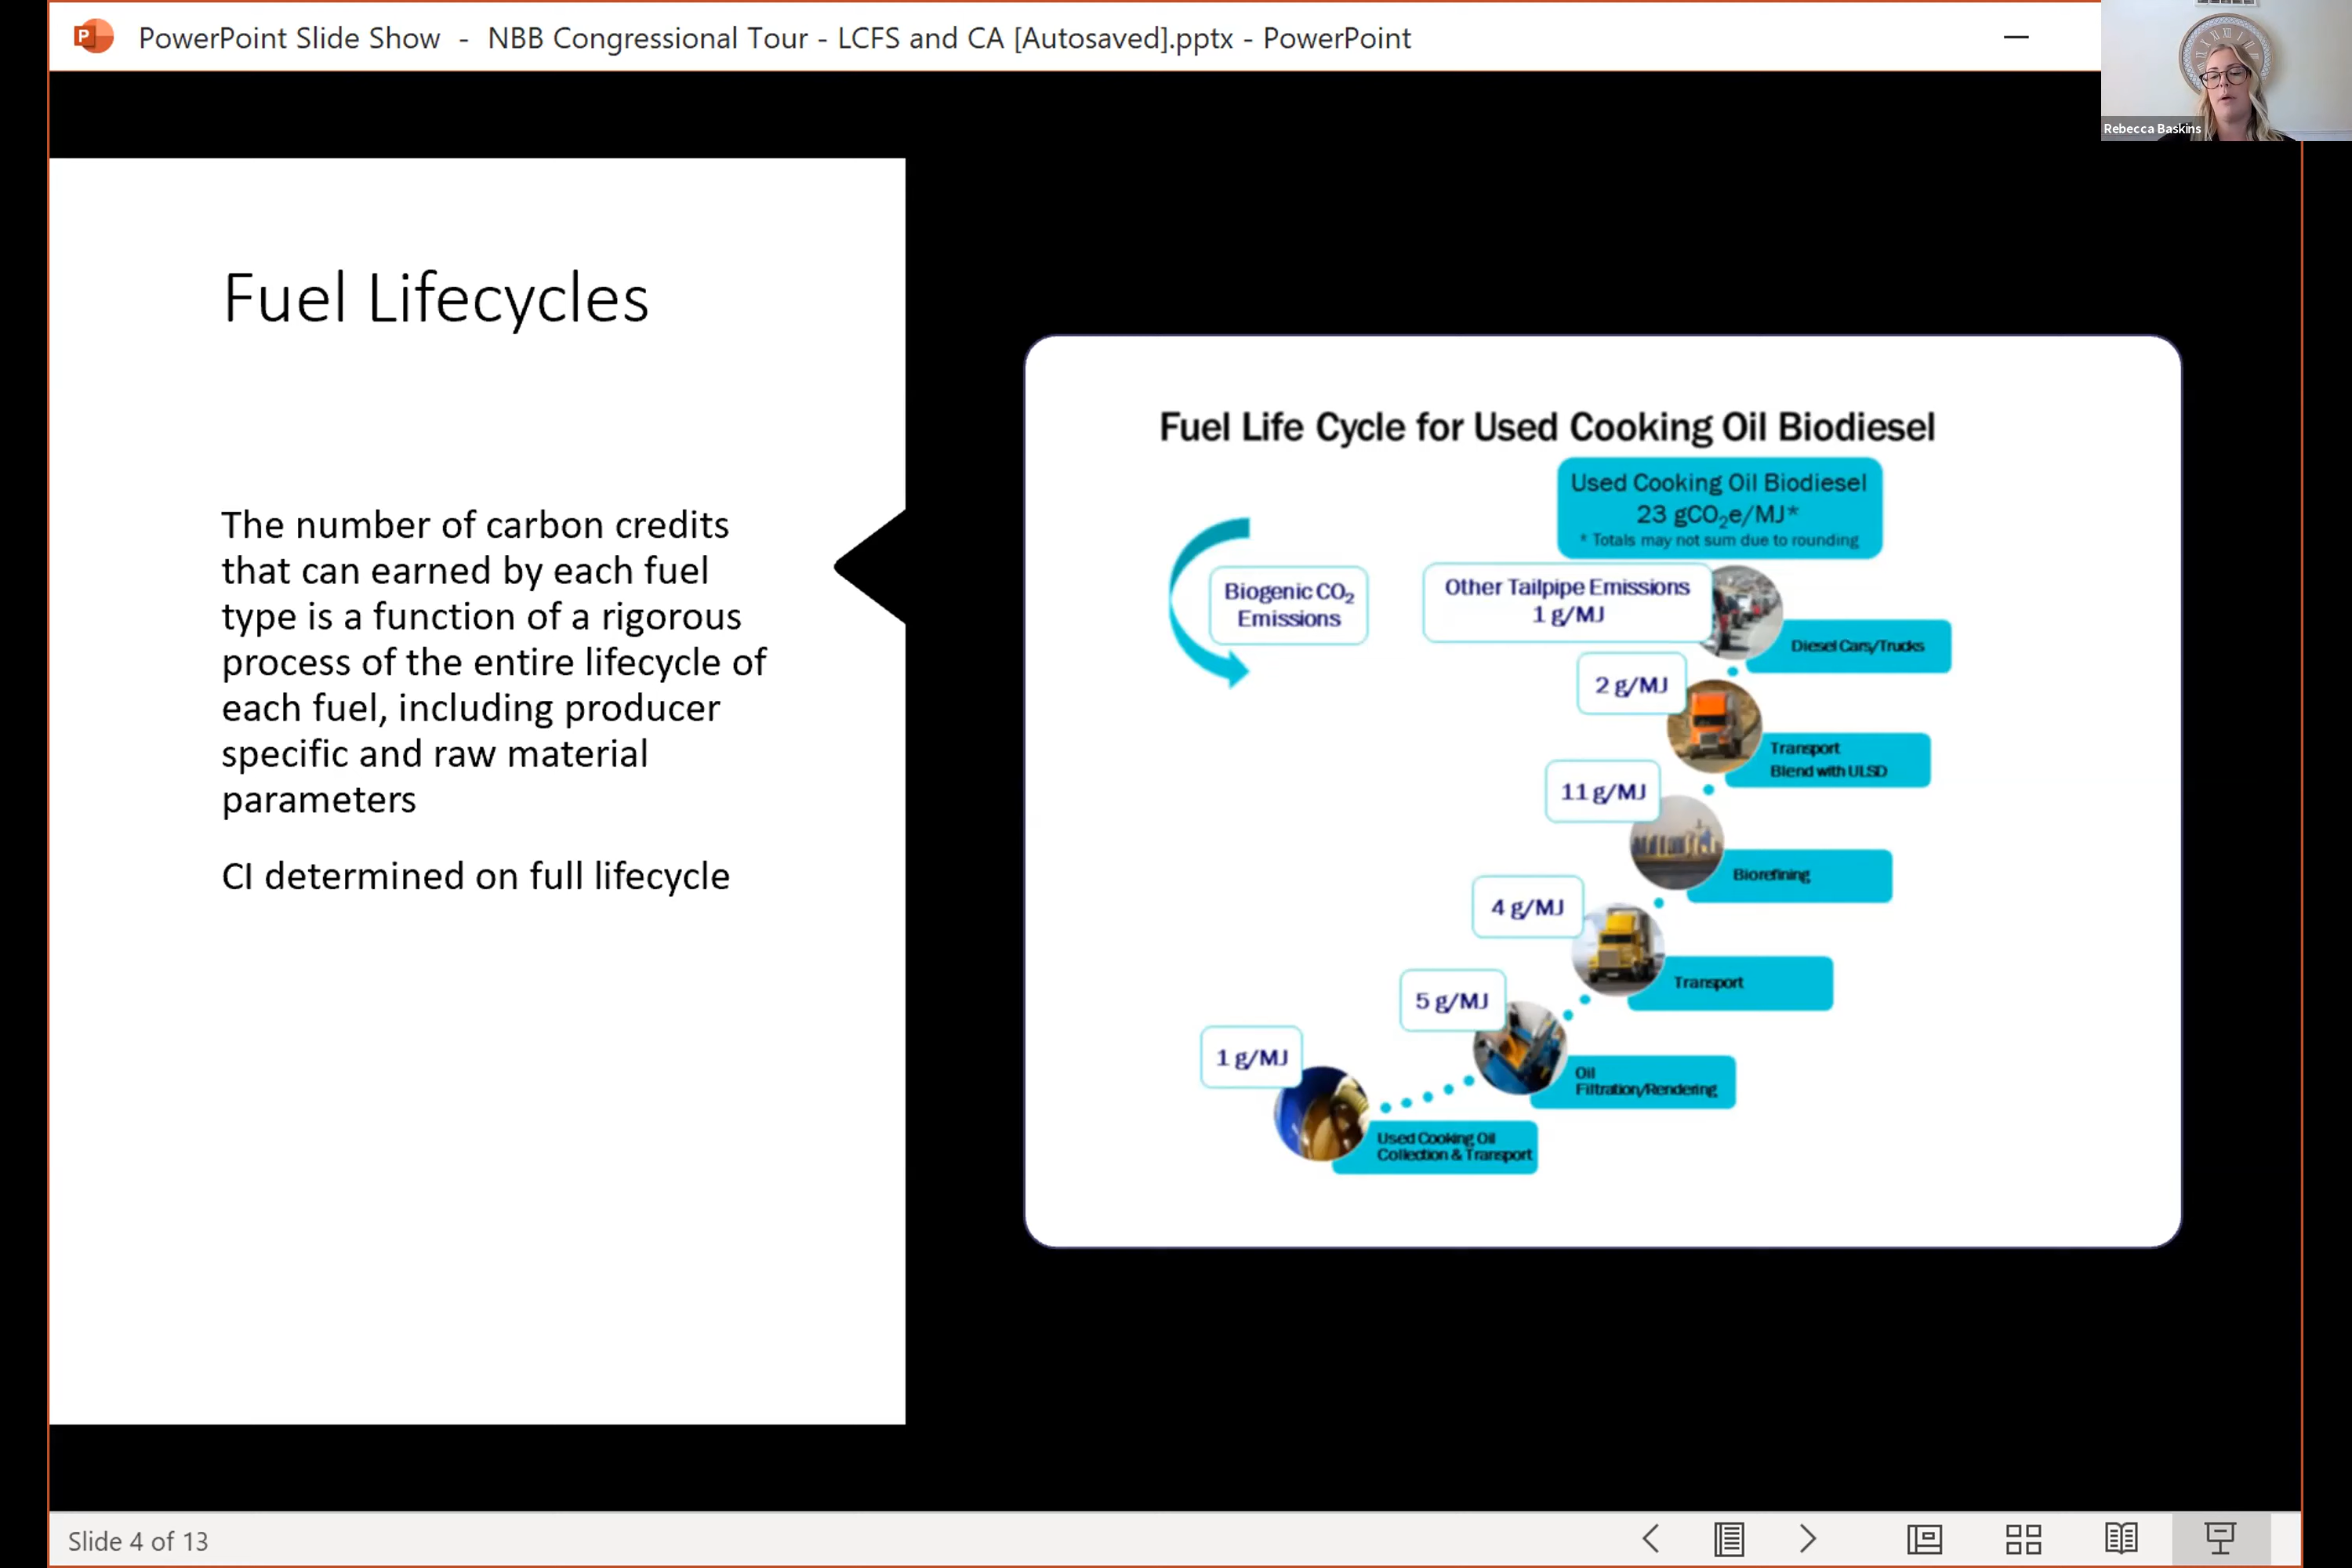 PowerPoint Slide Show - NBB Congressional Tour - LCFS and CA [Autosaved].pptx - PowerPoint
Rebecca Baskins
Fuel Lifecycles
The number of carbon credits
that can earned by each fuel
type is a function of a rigorous
process of the entire lifecycle of
each fuel, including producer
specific and raw material
parameters
CI determined on full lifecycle
Fuel Life Cycle for Used Cooking Oil Biodiesel
Used Cooking Oil Biodiesel
23 gCO₂e/MJ*
* Totals may not sum due to rounding
Biogenic CO₂
Emissions
Other Tailpipe Emissions
1 g/MJ
Diesel Cars/Trucks
2 g/MJ
Transport
Blend with ULSD
11 g/MJ
Biorefining
4 g/MJ
Transport
5 g/MJ
Oil
Filtration/Rendering
1 g/MJ
Used Cooking Oil
Collection & Transport
Slide 4 of 13